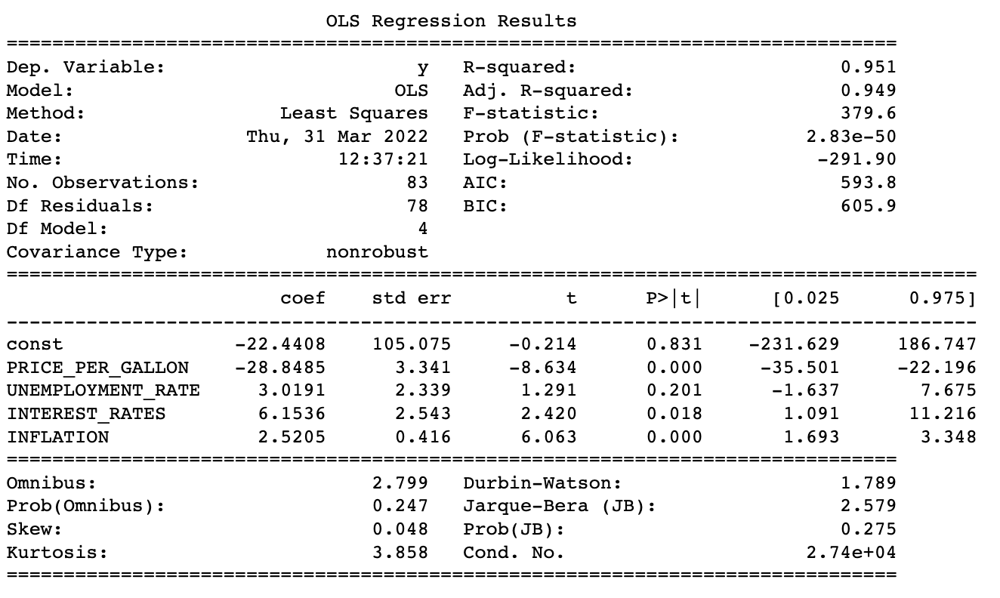 OLS Regression Results
==============================================================================
Dep. Variable: y R-squared: 0.951
Model: OLS Adj. R-squared: 0.949
Method: Least Squares F-statistic: 379.6
Date: Thu, 31 Mar 2022 Prob (F-statistic): 2.83e-50
Time: 12:37:21 Log-Likelihood: -291.90
No. Observations: 83 AIC: 593.8
Df Residuals: 78 BIC: 605.9
Df Model: 4
Covariance Type: nonrobust
=====================================================================================
coef std err t P>|t| [0.025 0.975]
-------------------------------------------------------------------------------------
const -22.4408 105.075 -0.214 0.831 -231.629 186.747
PRICE_PER_GALLON -28.8485 3.341 -8.634 0.000 -35.501 -22.196
UNEMPLOYMENT_RATE 3.0191 2.339 1.291 0.201 -1.637 7.675
INTEREST_RATES 6.1536 2.543 2.420 0.018 1.091 11.216
INFLATION 2.5205 0.416 6.063 0.000 1.693 3.348
==============================================================================
Omnibus: 2.799 Durbin-Watson: 1.789
Prob(Omnibus): 0.247 Jarque-Bera (JB): 2.579
Skew: 0.048 Prob(JB): 0.275
Kurtosis: 3.858 Cond. No. 2.74e+04
==============================================================================